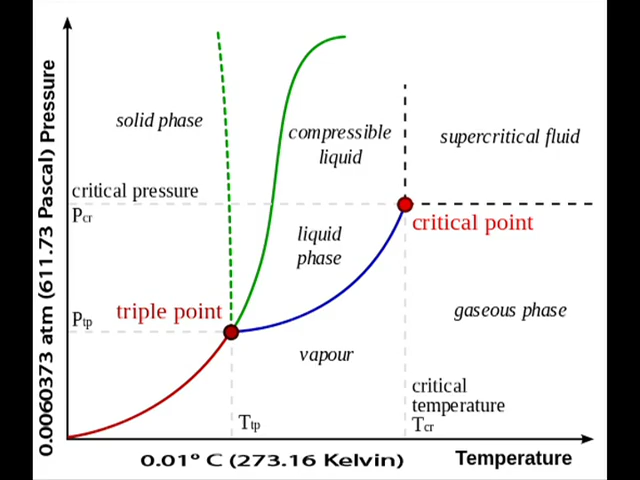 0.0060373 atm (611.73 Pascal) Pressure
solid phase
compressible
liquid
supercritical fluid
critical pressure
Pcr
critical point
liquid
phase
triple point
Ptp
gaseous phase
vapour
critical
temperature
Tcr
Ttp
0.01° C (273.16 Kelvin)
Temperature